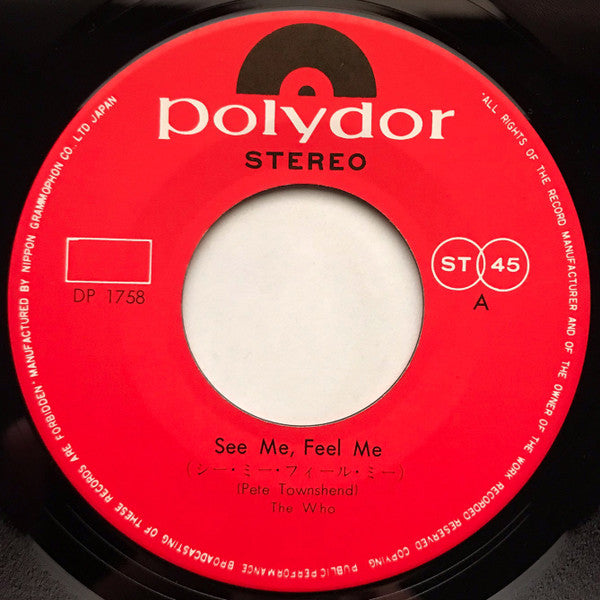 polydor
STEREO
DP 1758
ST 45
A
See Me, Feel Me
(シー・ミー・フィール・ミー)
(Pete Townshend)
The Who
"ALL RIGHTS OF THE RECORD MANUFACTURER AND OF THE OWNER OF THE WORK RECORDED RESERVED COPYING PUBLIC PERFORMANCE BROADCASTING OF THESE RECORDS ARE FORBIDDEN" MANUFACTURED BY NIPPON GRAMMOPHON CO. LTD JAPAN